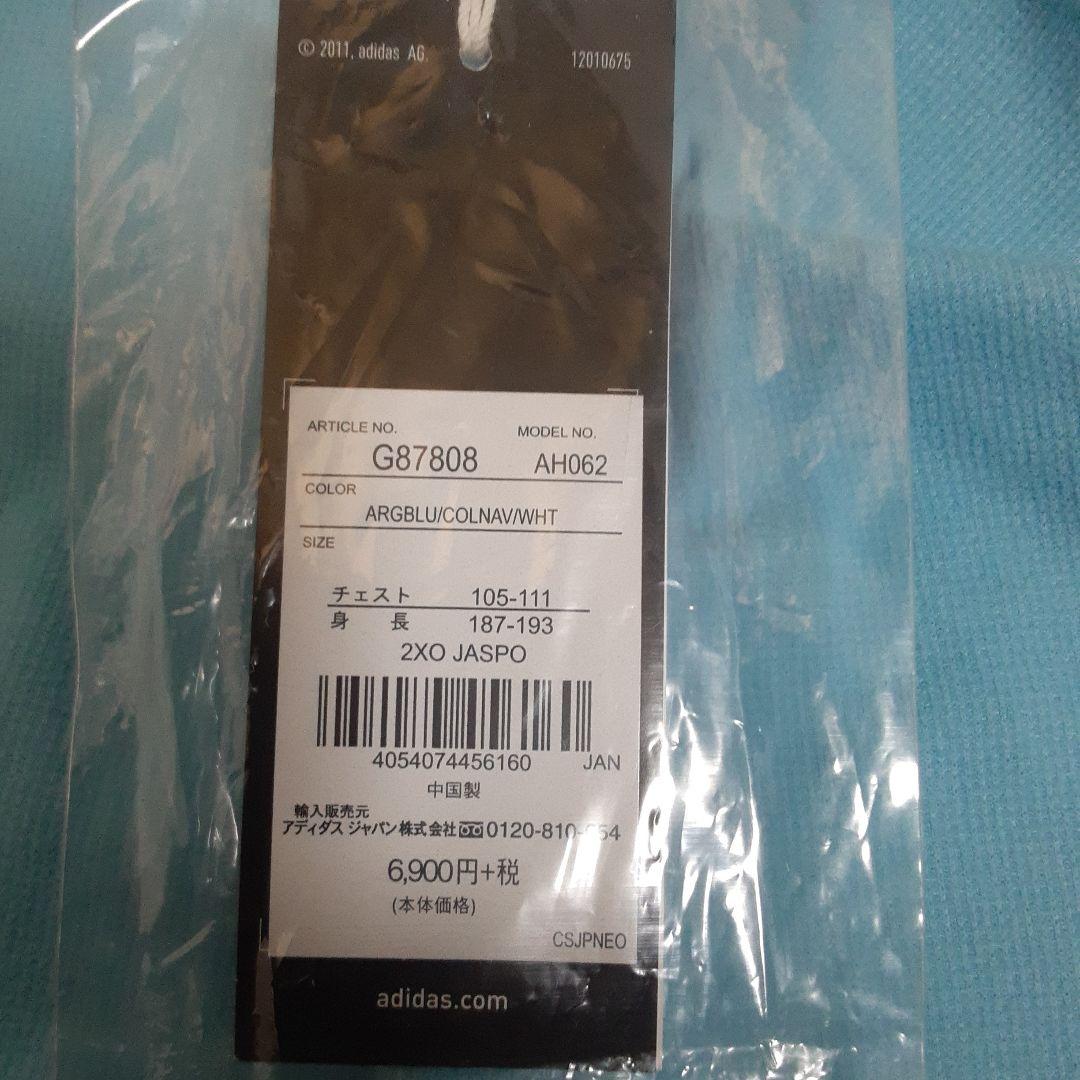 © 2011, adidas AG. 12010675
ARTICLE NO. MODEL NO.
G87808 AH062
COLOR
ARGBLU/COLNAV/WHT
SIZE
チェスト 105-111
身長 187-193
2XO JASPO
4054074456160 JAN
中国製
輸入販売元
アディダス ジャパン株式会社 0120-810-654
6,900円+税
(本体価格)
CSJPNEO
adidas.com